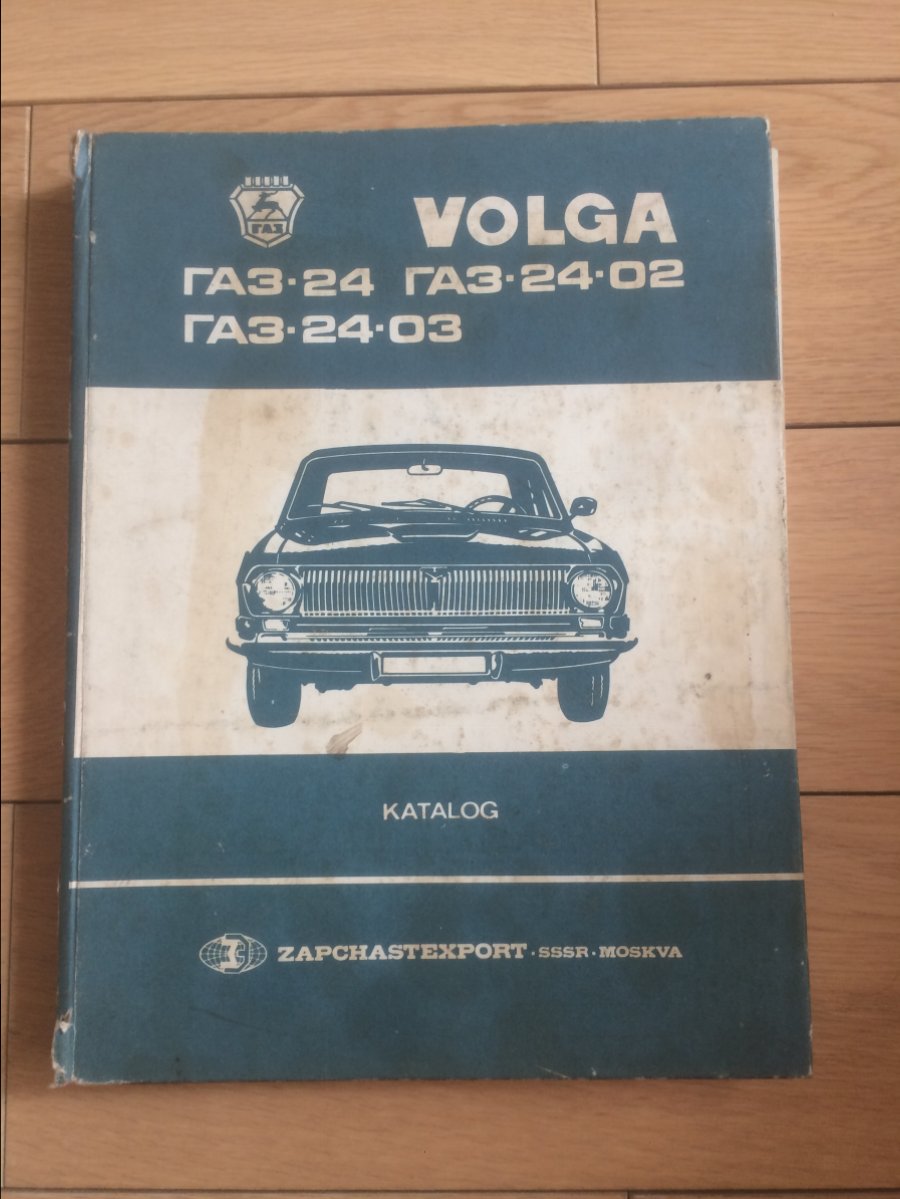 ГАЗ
VOLGA
ГАЗ·24 ГАЗ·24·02
ГАЗ·24·03
KATALOG
ZAPCHASTEXPORT·SSSR·MOSKVA